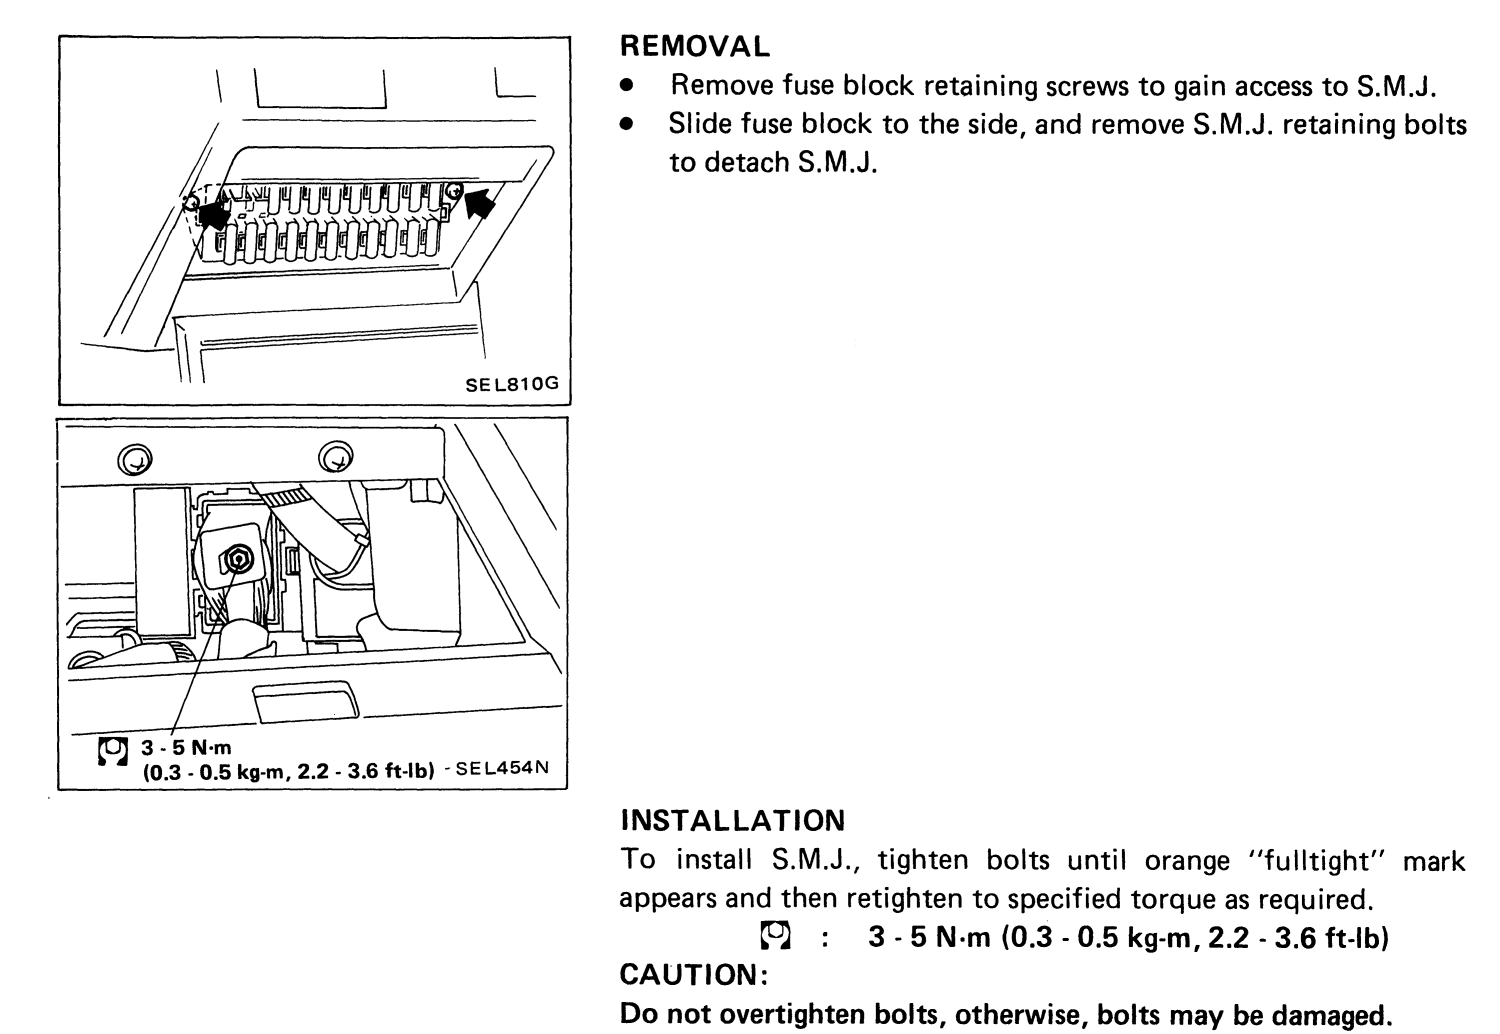 REMOVAL
● Remove fuse block retaining screws to gain access to S.M.J.
● Slide fuse block to the side, and remove S.M.J. retaining bolts
to detach S.M.J.
SEL810G
3 - 5 N·m
(0.3 - 0.5 kg-m, 2.2 - 3.6 ft-lb) - SEL454N
INSTALLATION
To install S.M.J., tighten bolts until orange "fulltight" mark
appears and then retighten to specified torque as required.
: 3 - 5 N·m (0.3 - 0.5 kg-m, 2.2 - 3.6 ft-lb)
CAUTION:
Do not overtighten bolts, otherwise, bolts may be damaged.